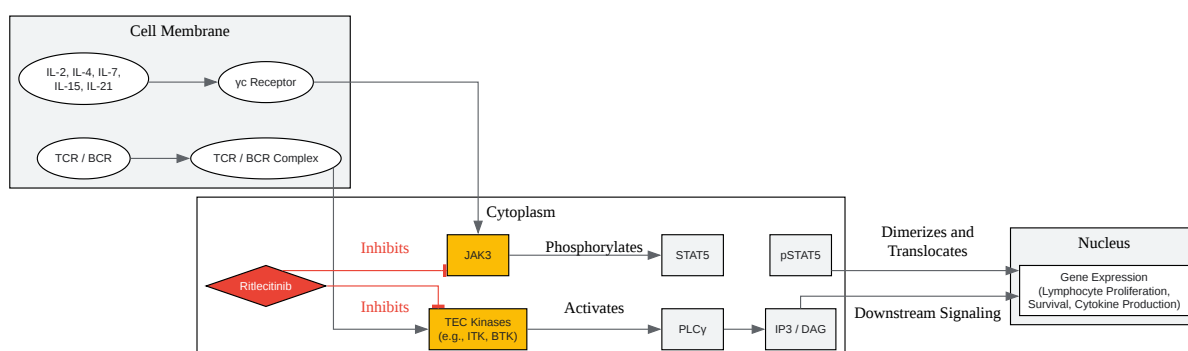 Cell Membrane
IL-2, IL-4, IL-7,
IL-15, IL-21
γc Receptor
TCR / BCR
TCR / BCR Complex
Cytoplasm
Inhibits
JAK3
Phosphorylates
STAT5
pSTAT5
Dimerizes and
Translocates
Nucleus
Gene Expression
(Lymphocyte Proliferation,
Survival, Cytokine Production)
Ritlecitinib
Inhibits
TEC Kinases
(e.g., ITK, BTK)
Activates
PLCγ
IP3 / DAG
Downstream Signaling